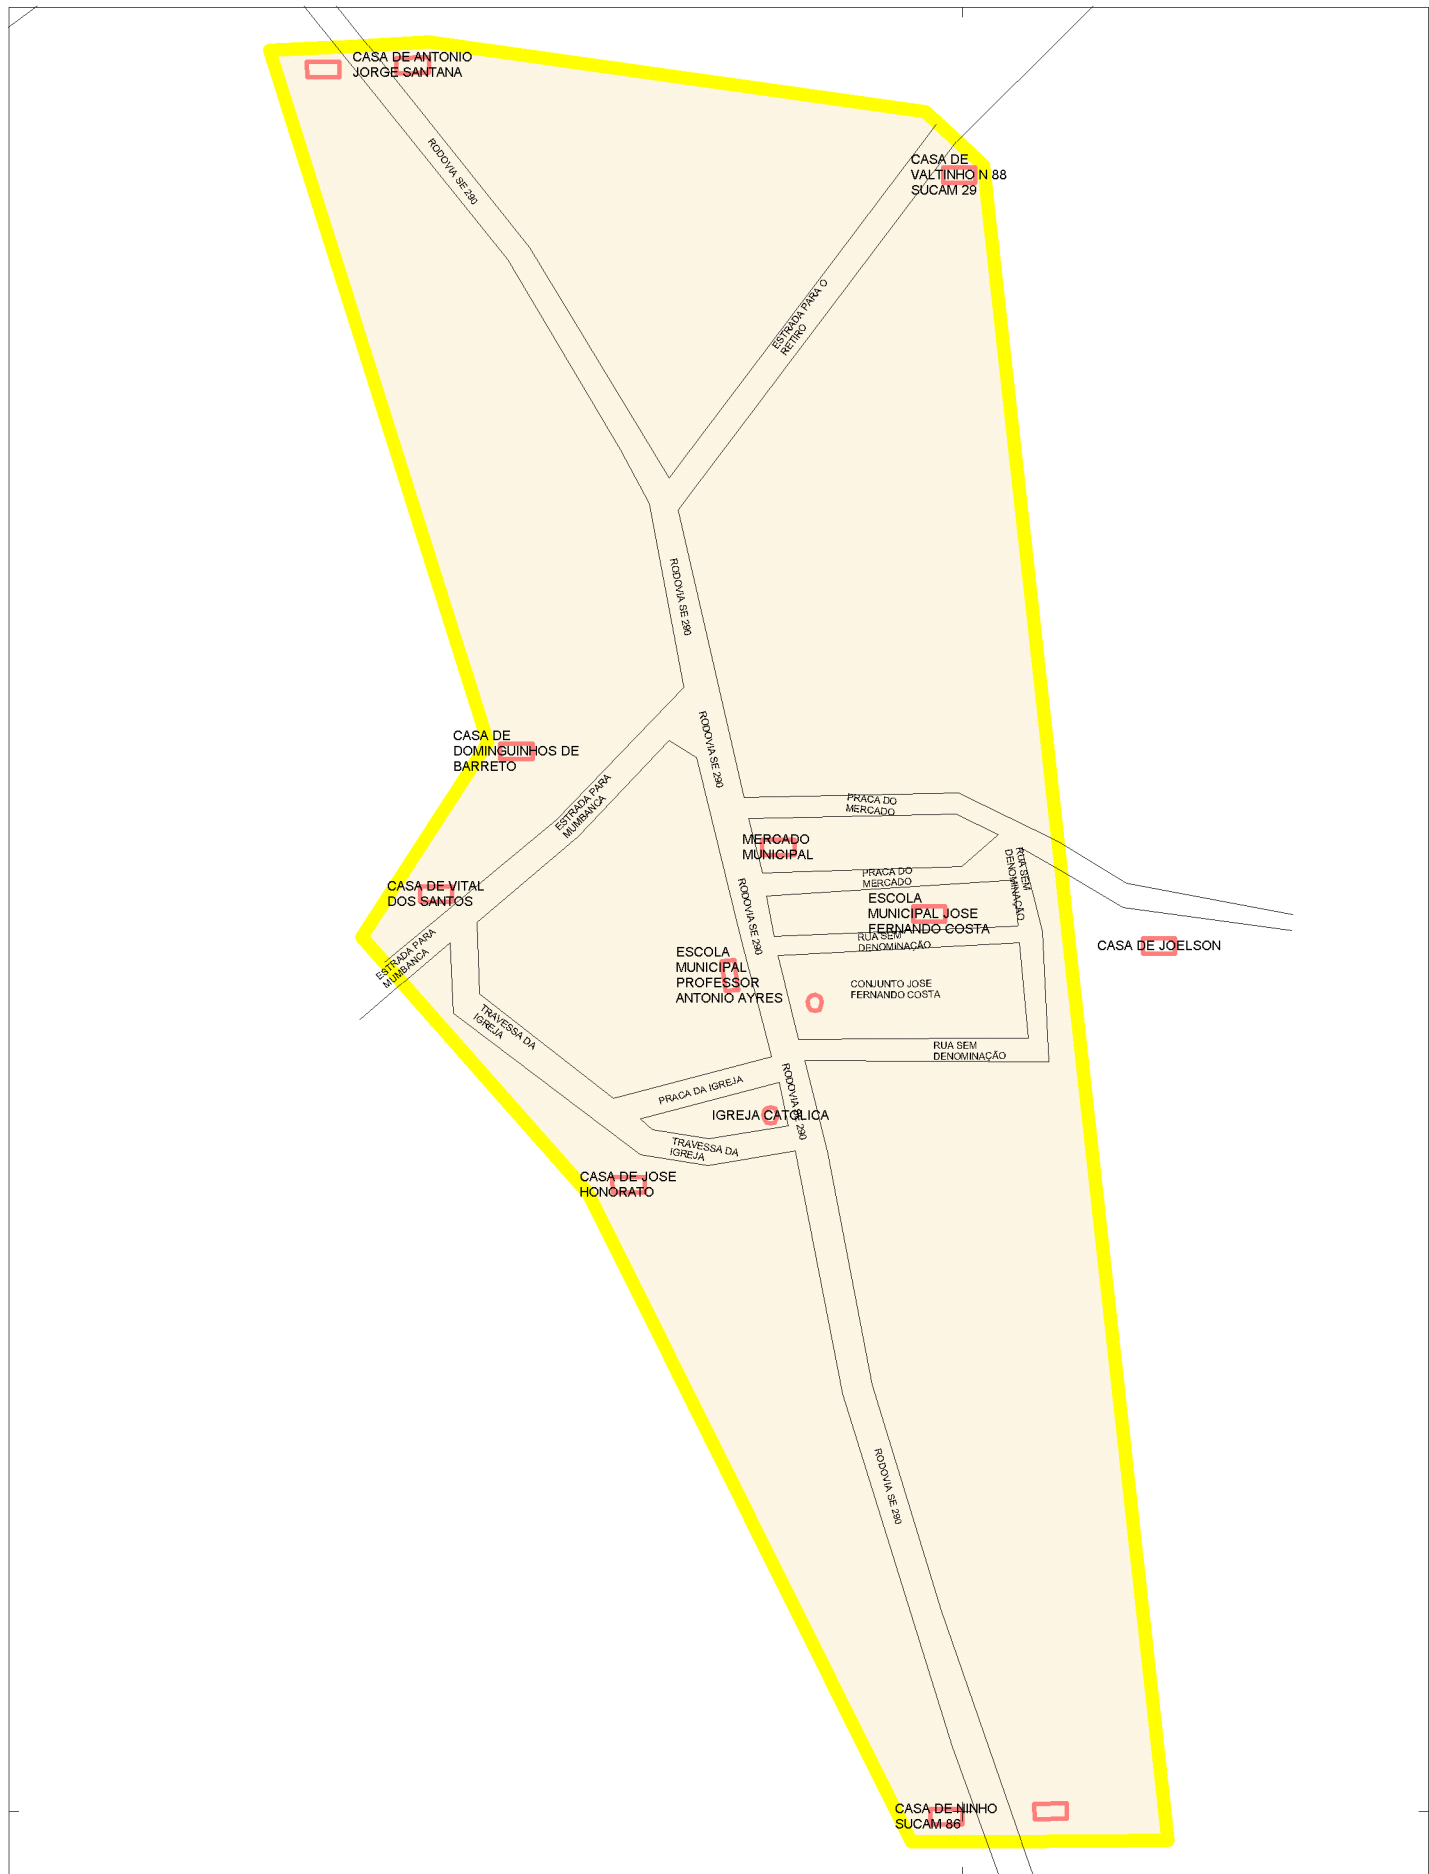 CASA DE ANTONIO
JORGE SANTANA
RODOVIA SE 290
CASA DE
VALTINHO N 88
SUCAM 29
ESTRADA PARA O
RETIRO
RODOVIA SE 290
RODOVIA SE 290
CASA DE
DOMINGUINHOS DE
BARRETO
ESTRADA PARA
MUMBANCA
PRACA DO
MERCADO
MERCADO
MUNICIPAL
PRACA DO
MERCADO
RUA SEM
DENOMINAÇÃO
CASA DE VITAL
DOS SANTOS
RODOVIA SE 290
ESCOLA
MUNICIPAL JOSE
FERNANDO COSTA
RUA SEM
DENOMINAÇÃO
CASA DE JOELSON
ESTRADA PARA
MUMBANCA
ESCOLA
MUNICIPAL
PROFESSOR
ANTONIO AYRES
CONJUNTO JOSE
FERNANDO COSTA
TRAVESSA DA
IGREJA
RUA SEM
DENOMINAÇÃO
PRACA DA IGREJA
RODOVIA SE 290
IGREJA CATOLICA
TRAVESSA DA
IGREJA
CASA DE JOSE
HONORATO
RODOVIA SE 290
CASA DE NINHO
SUCAM 86